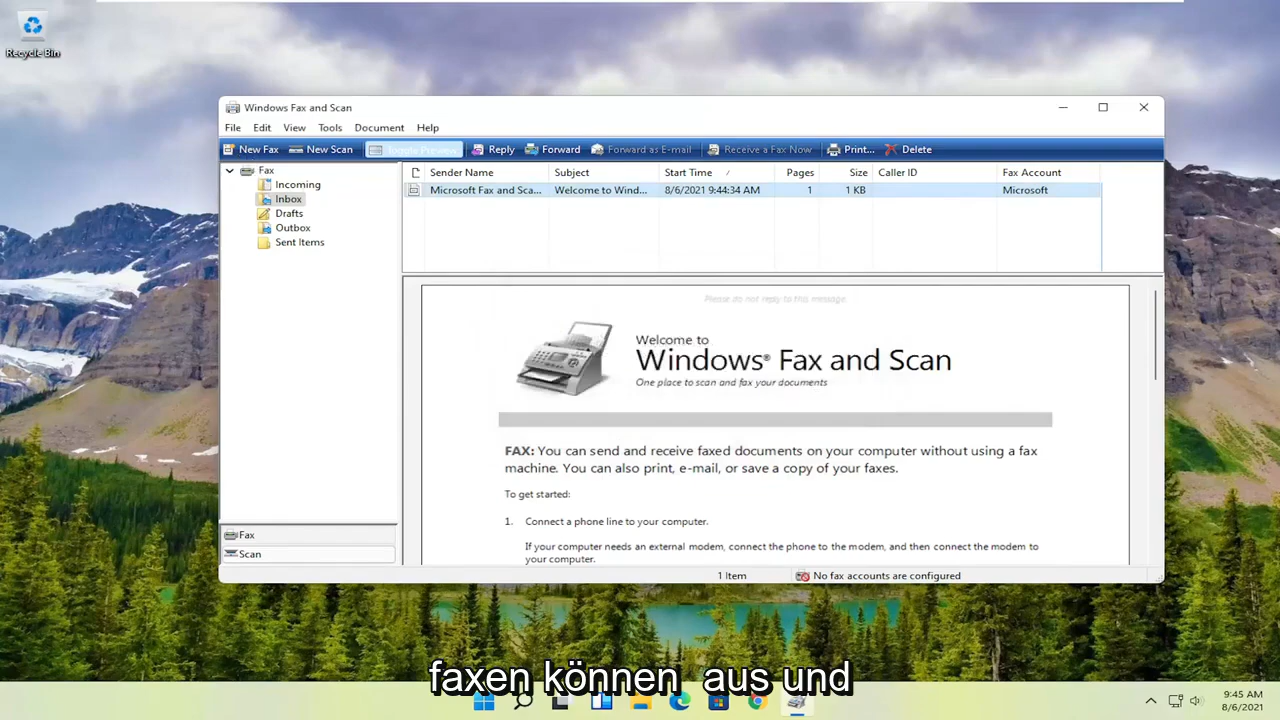 Recycle Bin
Windows Fax and Scan
File Edit View Tools Document Help
New Fax New Scan Toggle Preview Reply Forward Forward as E-mail Receive a Fax Now Print... Delete
Fax
Incoming
Inbox
Drafts
Outbox
Sent Items
Fax
Scan
Sender Name Subject Start Time Pages Size Caller ID Fax Account
Microsoft Fax and Sca... Welcome to Wind... 8/6/2021 9:44:34 AM 1 1 KB Microsoft
Please do not reply to this message.
Welcome to
Windows® Fax and Scan
One place to scan and fax your documents
FAX: You can send and receive faxed documents on your computer without using a fax
machine. You can also print, e-mail, or save a copy of your faxes.
To get started:
1. Connect a phone line to your computer.
If your computer needs an external modem, connect the phone to the modem, and then connect the modem to
your computer.
1 Item No fax accounts are configured
faxen können aus und
9:45 AM
8/6/2021